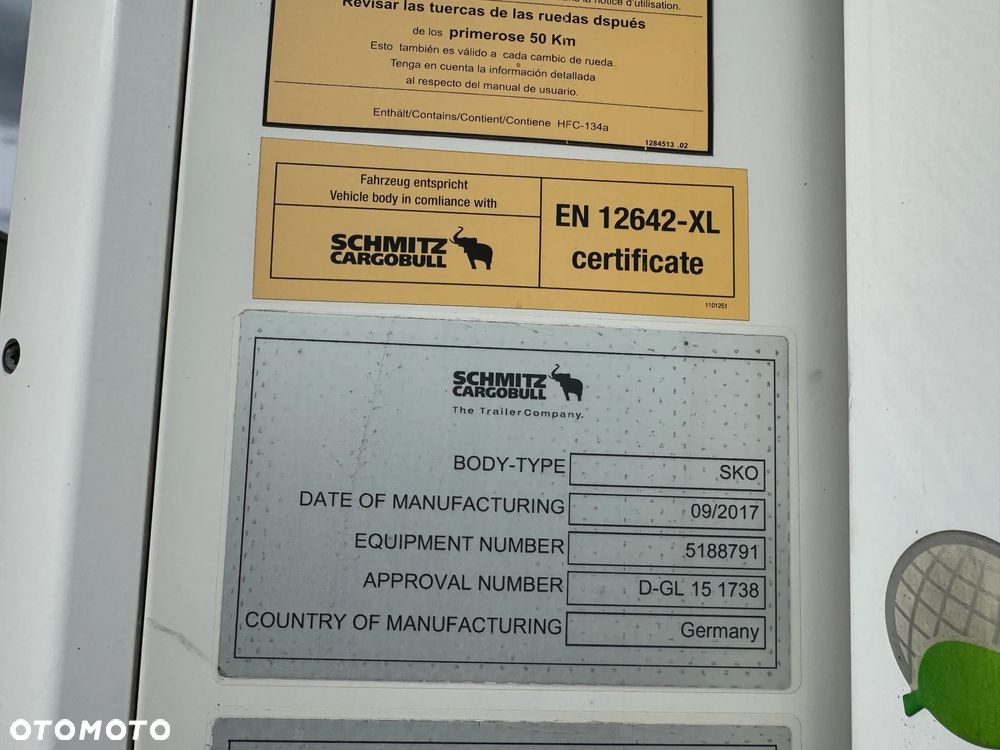 la notice d'utilisation.
Revisar las tuercas de las ruedas dspués
de los primerose 50 Km
Esto también es válido a cada cambio de rueda.
Tenga en cuenta la información detallada
al respecto del manual de usuario.
Enthält/Contains/Contient/Contiene HFC-134a
1284513 .02
Fahrzeug entspricht
Vehicle body in comliance with
SCHMITZ
CARGOBULL
EN 12642-XL
certificate
1101251
SCHMITZ
CARGOBULL
The TrailerCompany.
BODY-TYPE SKO
DATE OF MANUFACTURING 09/2017
EQUIPMENT NUMBER 5188791
APPROVAL NUMBER D-GL 15 1738
COUNTRY OF MANUFACTURING Germany
OTOMOTO